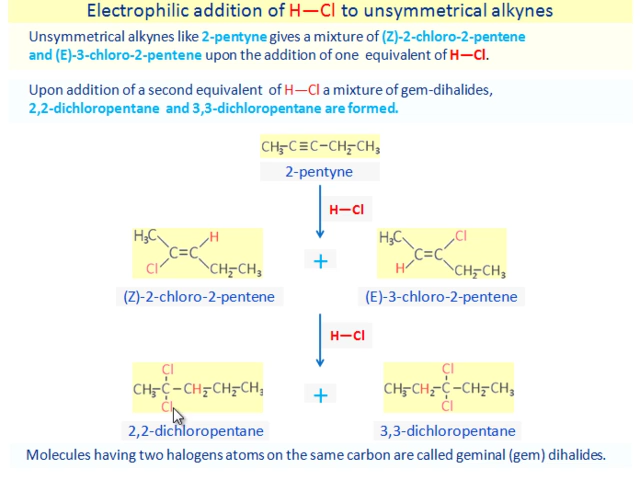 Electrophilic addition of H—Cl to unsymmetrical alkynes
Unsymmetrical alkynes like 2-pentyne gives a mixture of (Z)-2-chloro-2-pentene
and (E)-3-chloro-2-pentene upon the addition of one equivalent of H—Cl.
Upon addition of a second equivalent of H—Cl a mixture of gem-dihalides,
2,2-dichloropentane and 3,3-dichloropentane are formed.
CH₃–C≡C–CH₂–CH₃
2-pentyne
H—Cl
H₃C H
C=C
Cl CH₂–CH₃
+
H₃C Cl
C=C
H CH₂–CH₃
(Z)-2-chloro-2-pentene
(E)-3-chloro-2-pentene
H—Cl
Cl
CH₃–C–CH₂–CH₂–CH₃
Cl
+
Cl
CH₃–CH₂–C–CH₂–CH₃
Cl
2,2-dichloropentane
3,3-dichloropentane
Molecules having two halogens atoms on the same carbon are called geminal (gem) dihalides.